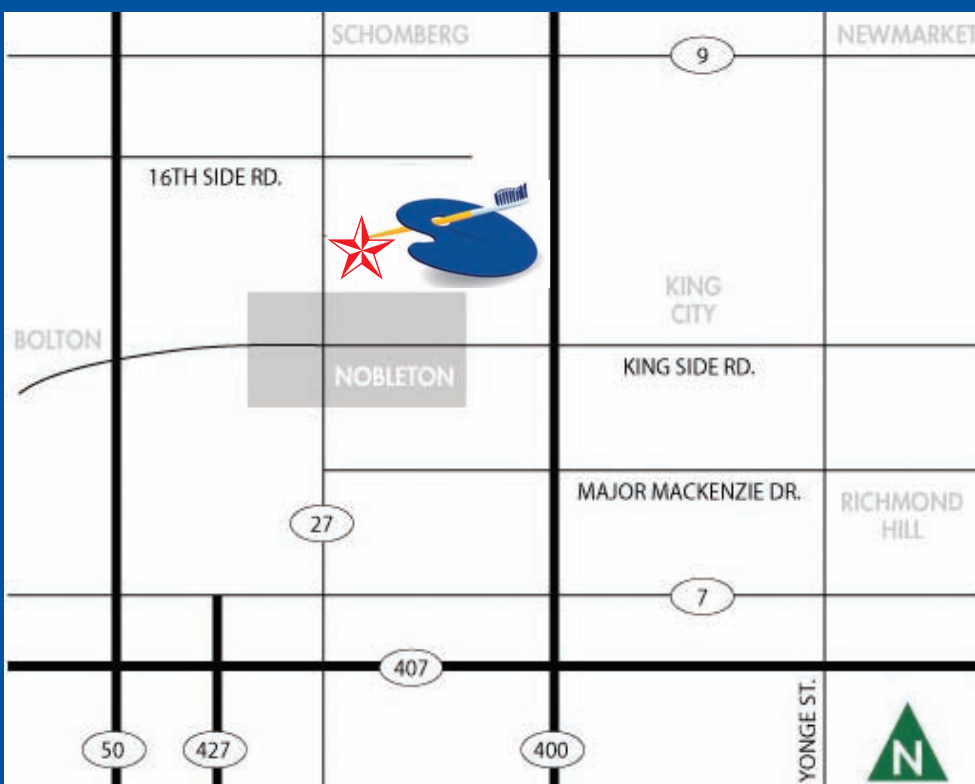 SCHOMBERG
NEWMARKET
9
16TH SIDE RD.
KING
CITY
BOLTON
KING SIDE RD.
NOBLETON
MAJOR MACKENZIE DR.
RICHMOND
HILL
27
7
407
YONGE ST.
50
427
400
N